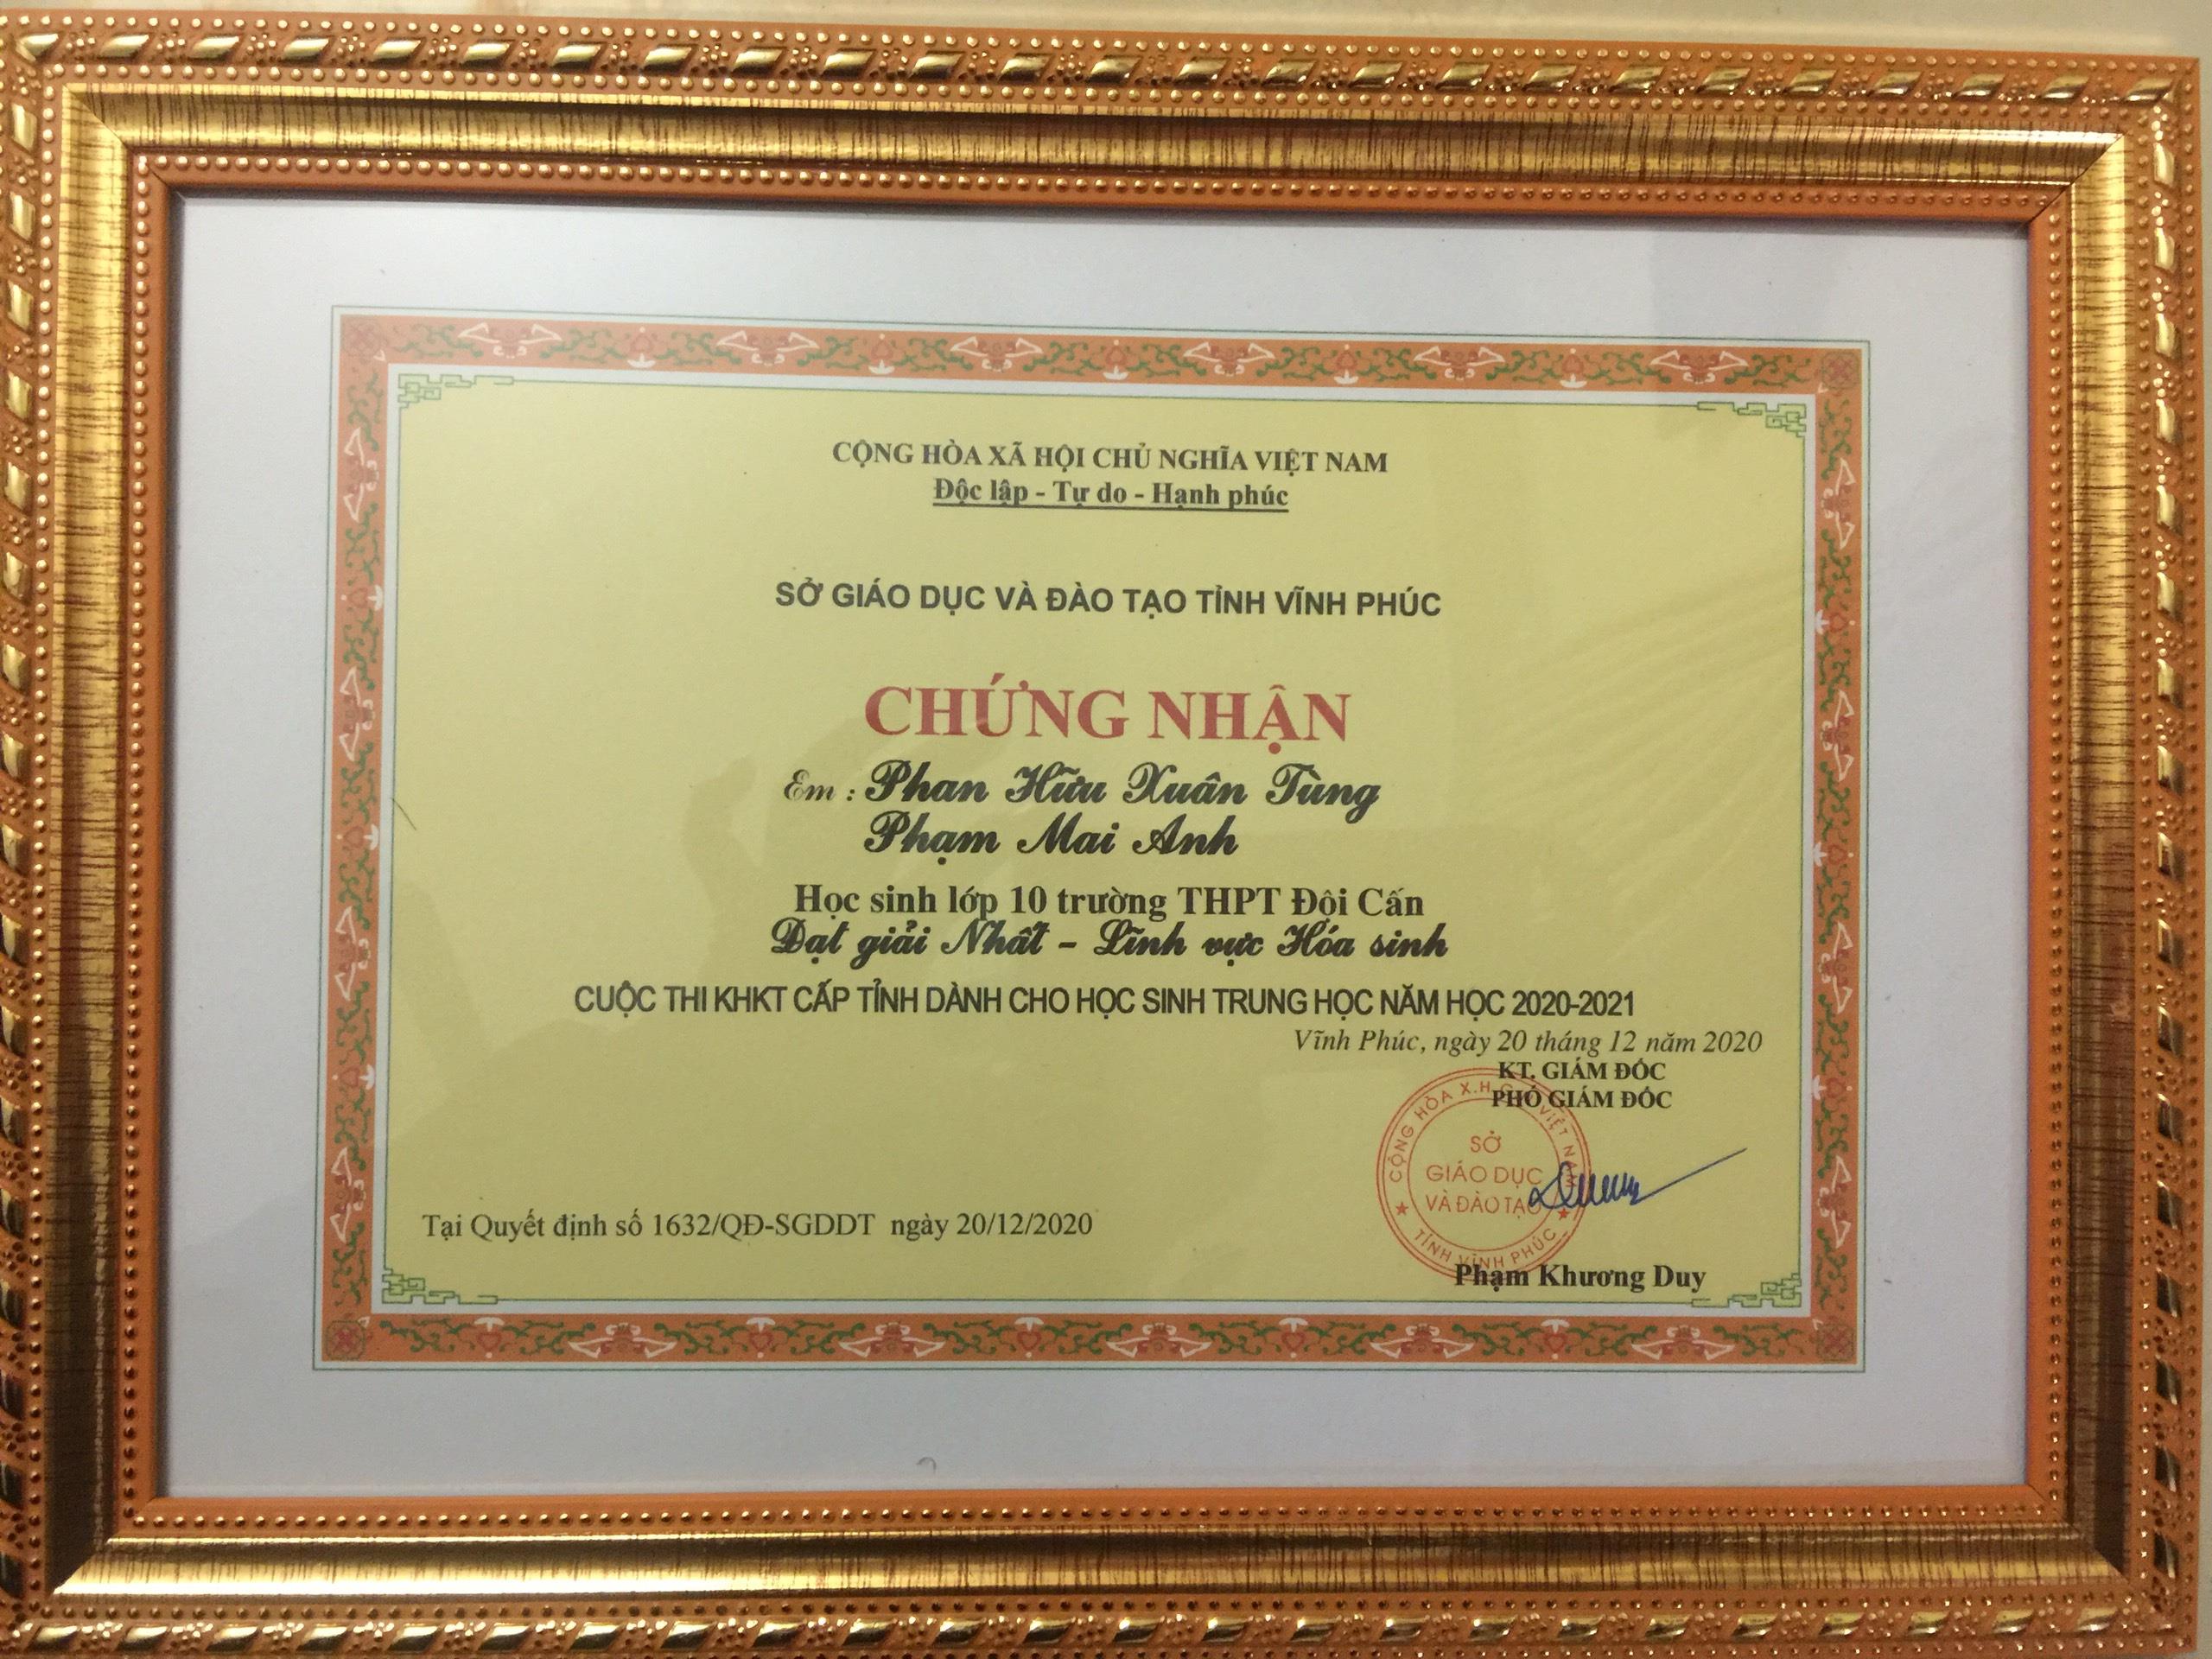 CỘNG HÒA XÃ HỘI CHỦ NGHĨA VIỆT NAM
Độc lập - Tự do - Hạnh phúc
SỞ GIÁO DỤC VÀ ĐÀO TẠO TỈNH VĨNH PHÚC
CHỨNG NHẬN
Em : Phan Hữu Xuân Tùng
Phạm Mai Anh
Học sinh lớp 10 trường THPT Đội Cấn
Đạt giải Nhất - Lĩnh vực Hóa sinh
CUỘC THI KHKT CẤP TỈNH DÀNH CHO HỌC SINH TRUNG HỌC NĂM HỌC 2020-2021
Vĩnh Phúc, ngày 20 tháng 12 năm 2020
KT. GIÁM ĐỐC
PHÓ GIÁM ĐỐC
CỘNG HÒA X.H.C.N VIỆT NAM
SỞ
GIÁO DỤC
VÀ ĐÀO TẠO
TỈNH VĨNH PHÚC
Tại Quyết định số 1632/QĐ-SGDDT ngày 20/12/2020
Phạm Khương Duy